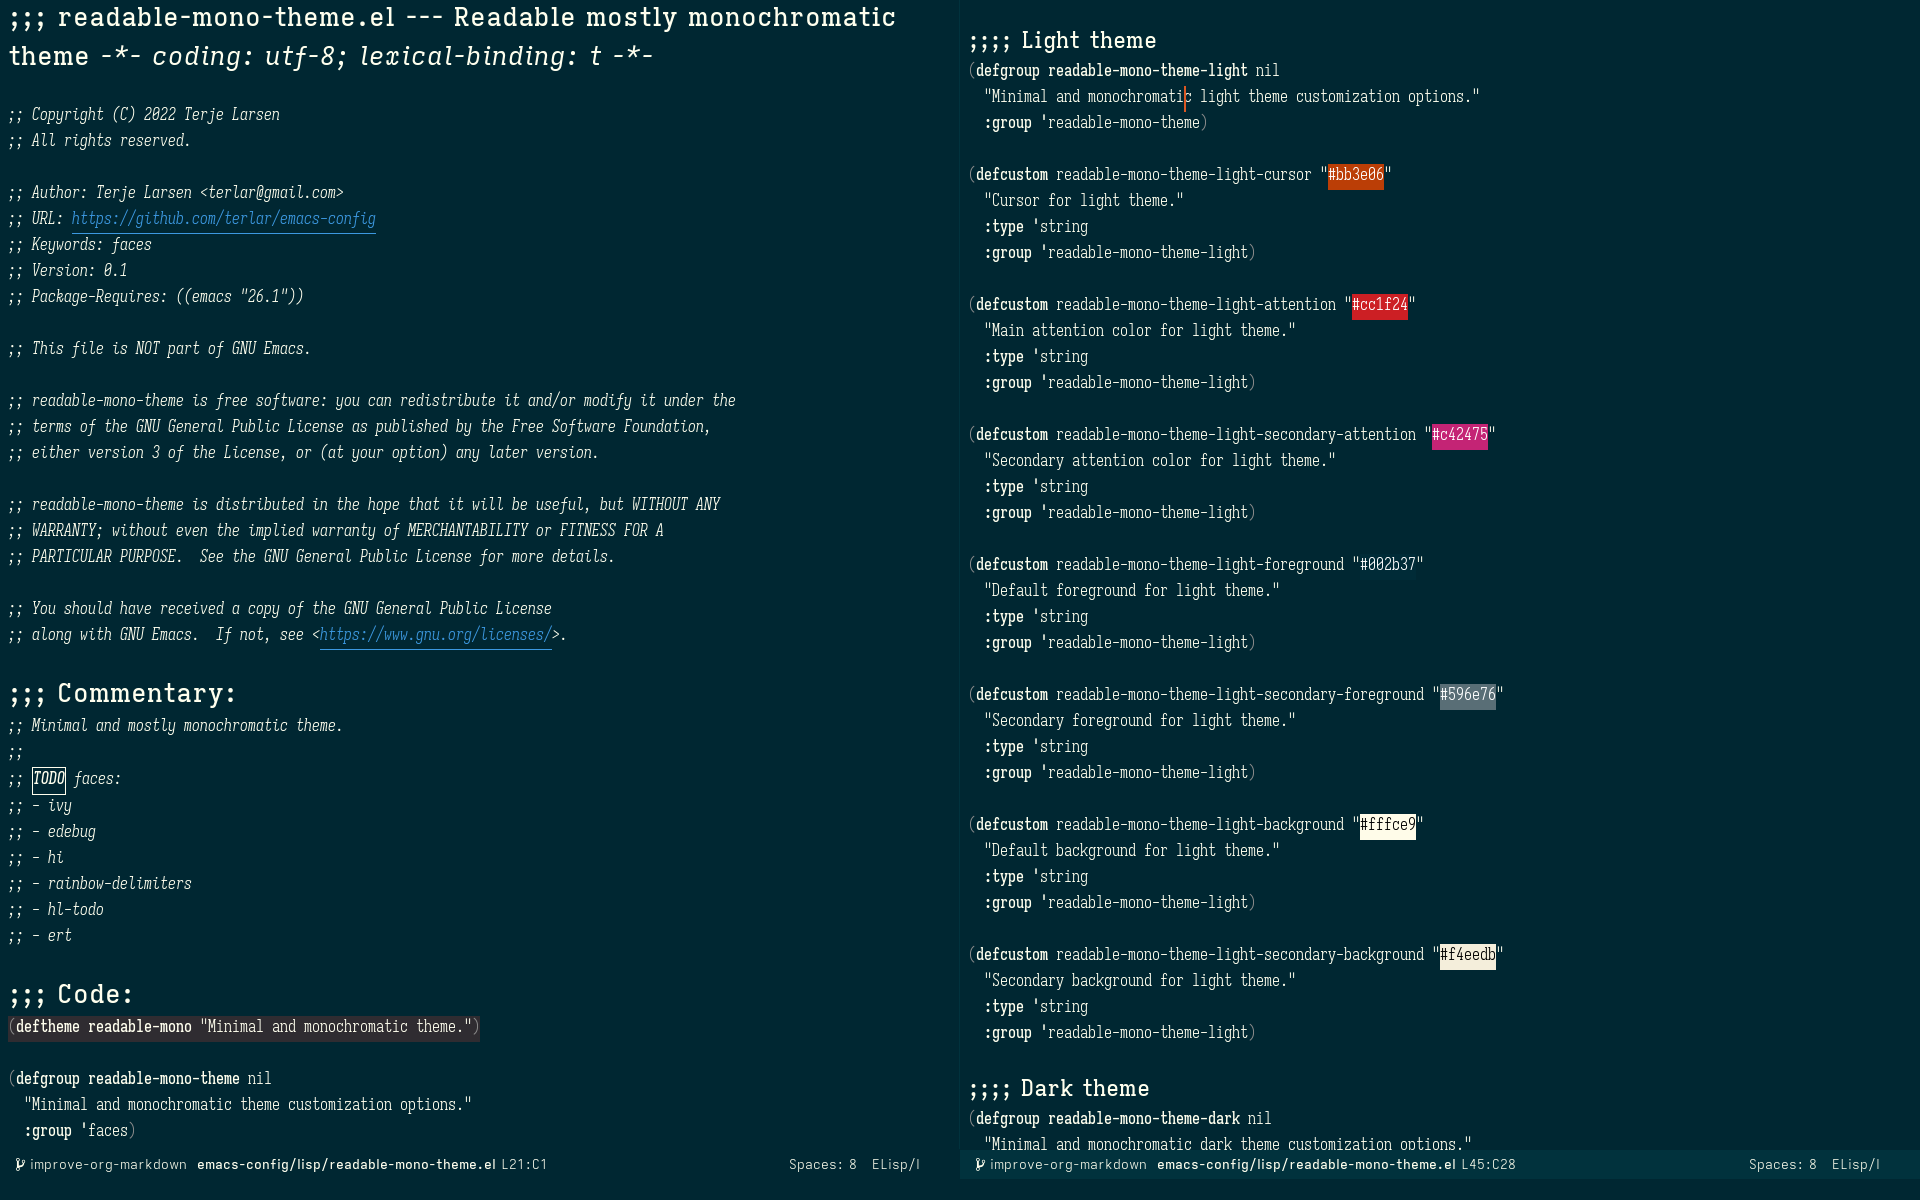 ;;; readable-mono-theme.el --- Readable mostly monochromatic
theme -*- coding: utf-8; lexical-binding: t -*-
;; Copyright (C) 2022 Terje Larsen
;; All rights reserved.
;; Author: Terje Larsen <terlar@gmail.com>
;; URL: https://github.com/terlar/emacs-config
;; Keywords: faces
;; Version: 0.1
;; Package-Requires: ((emacs "26.1"))
;; This file is NOT part of GNU Emacs.
;; readable-mono-theme is free software: you can redistribute it and/or modify it under the
;; terms of the GNU General Public License as published by the Free Software Foundation,
;; either version 3 of the License, or (at your option) any later version.
;; readable-mono-theme is distributed in the hope that it will be useful, but WITHOUT ANY
;; WARRANTY; without even the implied warranty of MERCHANTABILITY or FITNESS FOR A
;; PARTICULAR PURPOSE.  See the GNU General Public License for more details.
;; You should have received a copy of the GNU General Public License
;; along with GNU Emacs.  If not, see <https://www.gnu.org/licenses/>.
;;; Commentary:
;; Minimal and mostly monochromatic theme.
;;
;; TODO faces:
;; - ivy
;; - edebug
;; - hi
;; - rainbow-delimiters
;; - hl-todo
;; - ert
;;; Code:
(deftheme readable-mono "Minimal and monochromatic theme.")
(defgroup readable-mono-theme nil
  "Minimal and monochromatic theme customization options."
  :group 'faces)
improve-org-markdown emacs-config/lisp/readable-mono-theme.el L21:C1 Spaces: 8 ELisp/l
;;;; Light theme
(defgroup readable-mono-theme-light nil
  "Minimal and monochromatic light theme customization options."
  :group 'readable-mono-theme)
(defcustom readable-mono-theme-light-cursor "#bb3e06"
  "Cursor for light theme."
  :type 'string
  :group 'readable-mono-theme-light)
(defcustom readable-mono-theme-light-attention "#cc1f24"
  "Main attention color for light theme."
  :type 'string
  :group 'readable-mono-theme-light)
(defcustom readable-mono-theme-light-secondary-attention "#c42475"
  "Secondary attention color for light theme."
  :type 'string
  :group 'readable-mono-theme-light)
(defcustom readable-mono-theme-light-foreground "#002b37"
  "Default foreground for light theme."
  :type 'string
  :group 'readable-mono-theme-light)
(defcustom readable-mono-theme-light-secondary-foreground "#596e76"
  "Secondary foreground for light theme."
  :type 'string
  :group 'readable-mono-theme-light)
(defcustom readable-mono-theme-light-background "#fffce9"
  "Default background for light theme."
  :type 'string
  :group 'readable-mono-theme-light)
(defcustom readable-mono-theme-light-secondary-background "#f4eedb"
  "Secondary background for light theme."
  :type 'string
  :group 'readable-mono-theme-light)
;;;; Dark theme
(defgroup readable-mono-theme-dark nil
  "Minimal and monochromatic dark theme customization options."
improve-org-markdown emacs-config/lisp/readable-mono-theme.el L45:C28 Spaces: 8 ELisp/l